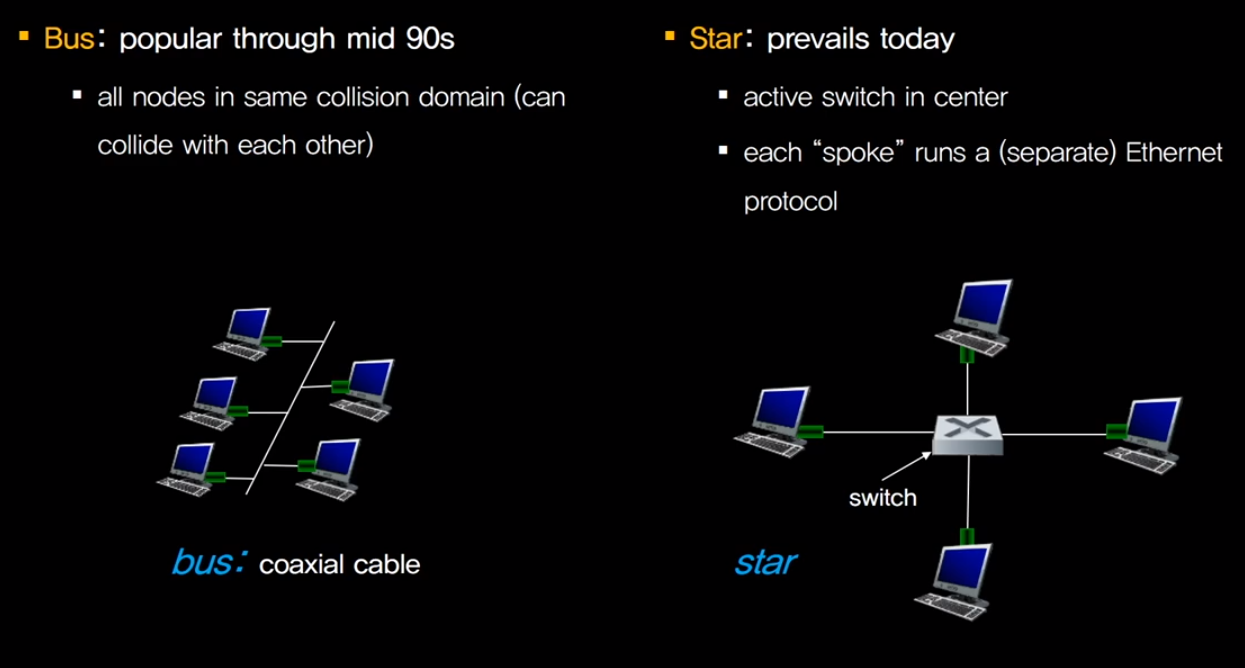 Bus: popular through mid 90s
all nodes in same collision domain (can
collide with each other)
bus: coaxial cable
Star: prevails today
active switch in center
each “spoke” runs a (separate) Ethernet
protocol
switch
star